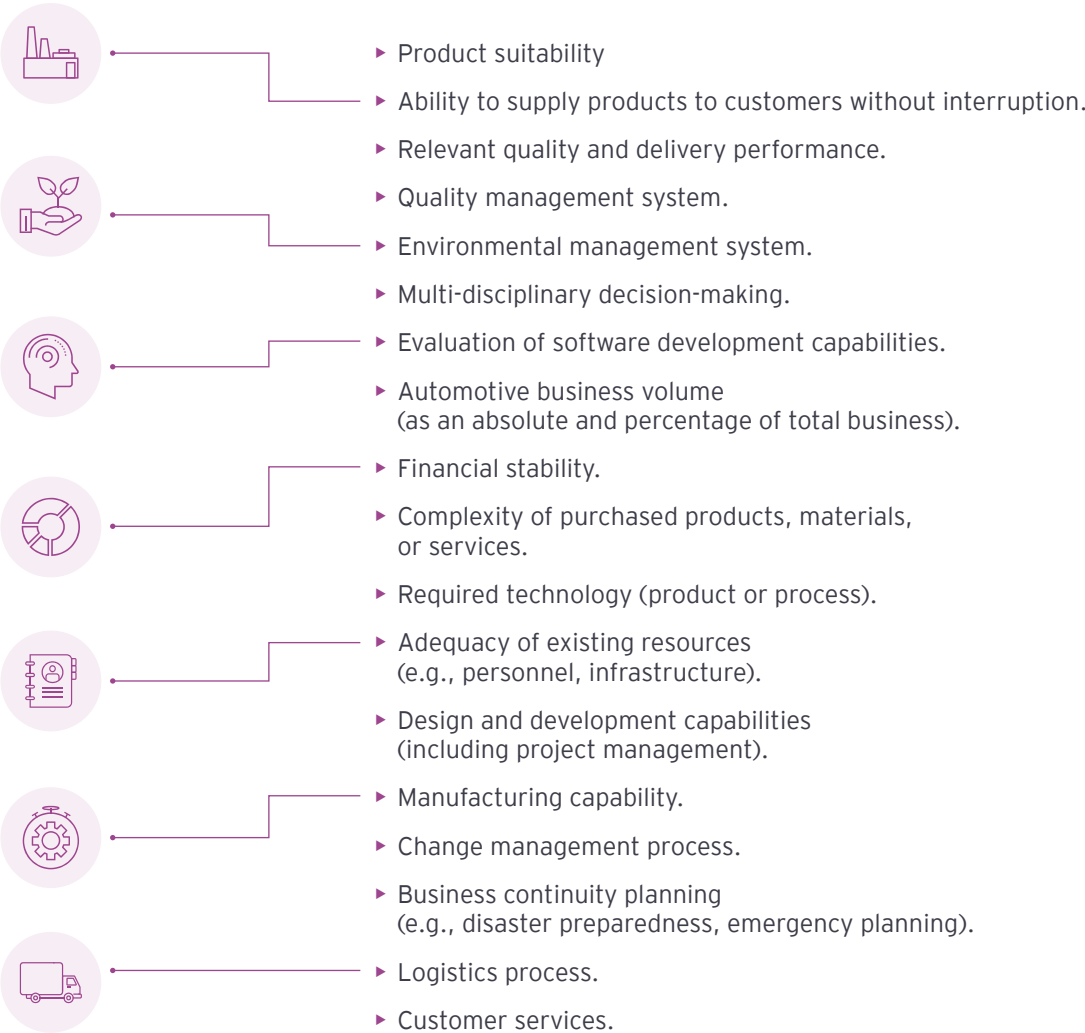 ▸ Product suitability
▸ Ability to supply products to customers without interruption.
▸ Relevant quality and delivery performance.
▸ Quality management system.
▸ Environmental management system.
▸ Multi-disciplinary decision-making.
▸ Evaluation of software development capabilities.
▸ Automotive business volume
(as an absolute and percentage of total business).
▸ Financial stability.
▸ Complexity of purchased products, materials,
or services.
▸ Required technology (product or process).
▸ Adequacy of existing resources
(e.g., personnel, infrastructure).
▸ Design and development capabilities
(including project management).
▸ Manufacturing capability.
▸ Change management process.
▸ Business continuity planning
(e.g., disaster preparedness, emergency planning).
▸ Logistics process.
▸ Customer services.